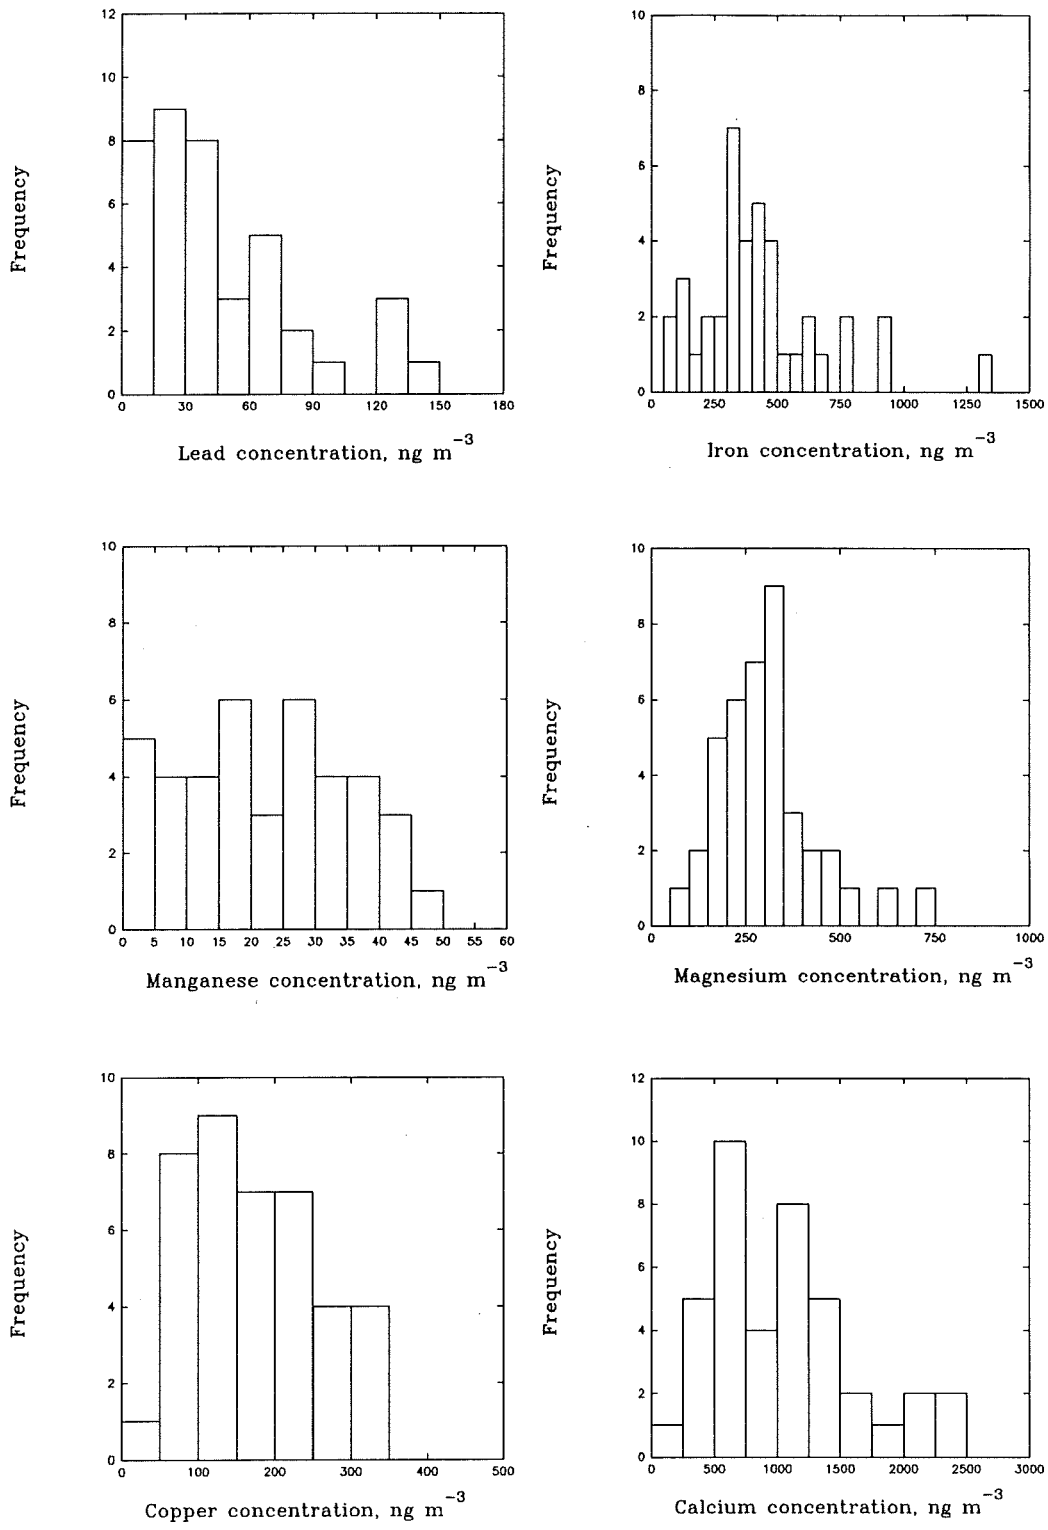 12
10
8
6
4
2
0
0 30 60 90 120 150 180
Frequency
Lead concentration, ng m⁻³
10
8
6
4
2
0
0 250 500 750 1000 1250 1500
Frequency
Iron concentration, ng m⁻³
10
8
6
4
2
0
0 5 10 15 20 25 30 35 40 45 50 55 60
Frequency
Manganese concentration, ng m⁻³
10
8
6
4
2
0
0 250 500 750 1000
Frequency
Magnesium concentration, ng m⁻³
10
8
6
4
2
0
0 100 200 300 400 500
Frequency
Copper concentration, ng m⁻³
12
10
8
6
4
2
0
0 500 1000 1500 2000 2500 3000
Frequency
Calcium concentration, ng m⁻³